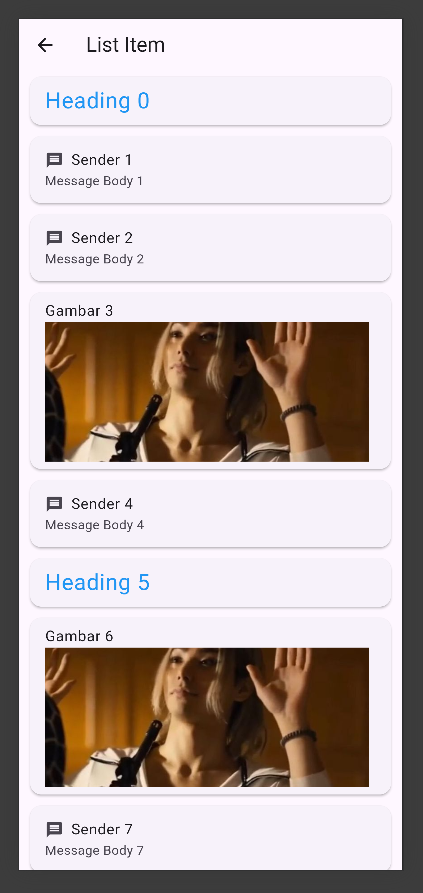 List Item
Heading 0
Sender 1
Message Body 1
Sender 2
Message Body 2
Gambar 3
Sender 4
Message Body 4
Heading 5
Gambar 6
Sender 7
Message Body 7